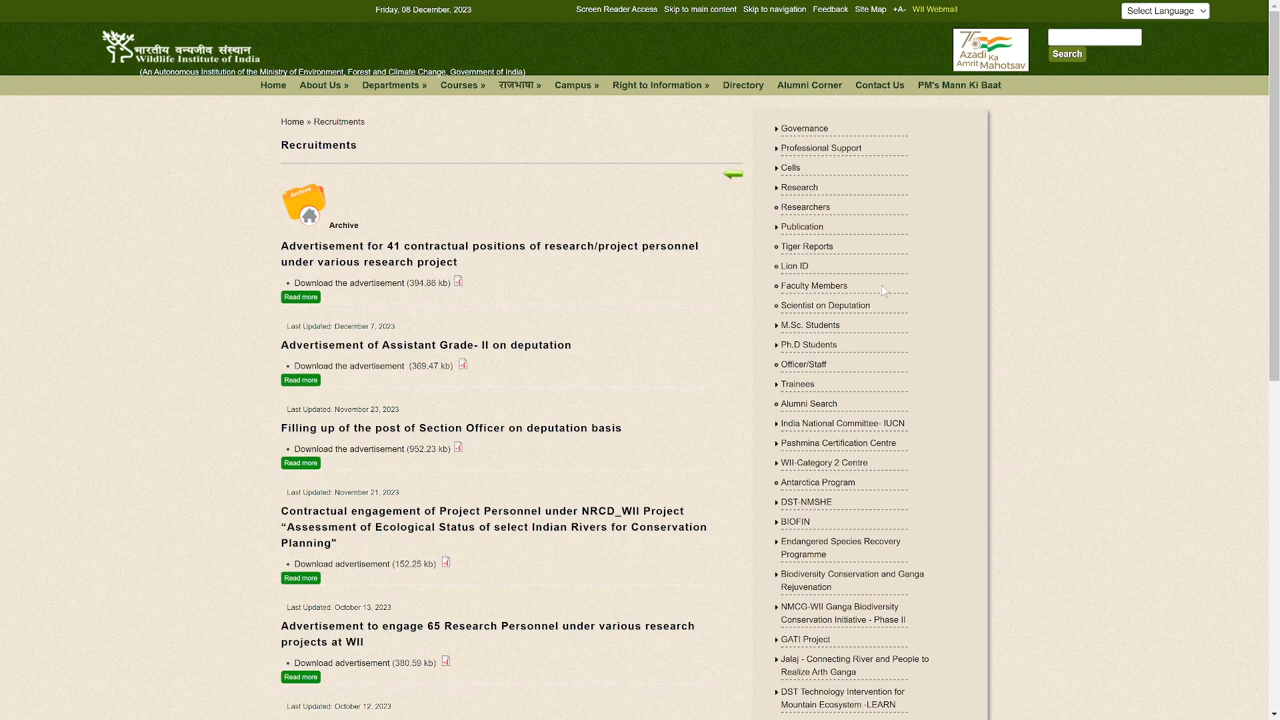 Friday, 08 December, 2023
Screen Reader Access Skip to main content Skip to navigation Feedback Site Map +A- WII Webmail
Select Language
भारतीय वन्यजीव संस्थान
Wildlife Institute of India
(An Autonomous Institution of the Ministry of Environment, Forest and Climate Change, Government of India)
75 Azadi Ka Amrit Mahotsav
Search
Home About Us » Departments » Courses » राजभाषा » Campus » Right to Information » Directory Alumni Corner Contact Us PM's Mann Ki Baat
Home » Recruitments
Recruitments
Archive
Archive
Advertisement for 41 contractual positions of research/project personnel
under various research project
Download the advertisement (394.86 kb)
Read more
Last Updated: December 7, 2023
Advertisement of Assistant Grade- II on deputation
Download the advertisement (369.47 kb)
Read more
Last Updated: November 23, 2023
Filling up of the post of Section Officer on deputation basis
Download the advertisement (952.23 kb)
Read more
Last Updated: November 21, 2023
Contractual engagement of Project Personnel under NRCD_WII Project
“Assessment of Ecological Status of select Indian Rivers for Conservation
Planning"
Download advertisement (152.25 kb)
Read more
Last Updated: October 13, 2023
Advertisement to engage 65 Research Personnel under various research
projects at WII
Download advertisement (380.59 kb)
Read more
Last Updated: October 12, 2023
Governance
Professional Support
Cells
Research
Researchers
Publication
Tiger Reports
Lion ID
Faculty Members
Scientist on Deputation
M.Sc. Students
Ph.D Students
Officer/Staff
Trainees
Alumni Search
India National Committee- IUCN
Pashmina Certification Centre
WII-Category 2 Centre
Antarctica Program
DST-NMSHE
BIOFIN
Endangered Species Recovery
Programme
Biodiversity Conservation and Ganga
Rejuvenation
NMCG-WII Ganga Biodiversity
Conservation Initiative - Phase II
GATI Project
Jalaj - Connecting River and People to
Realize Arth Ganga
DST Technology Intervention for
Mountain Ecosystem -LEARN